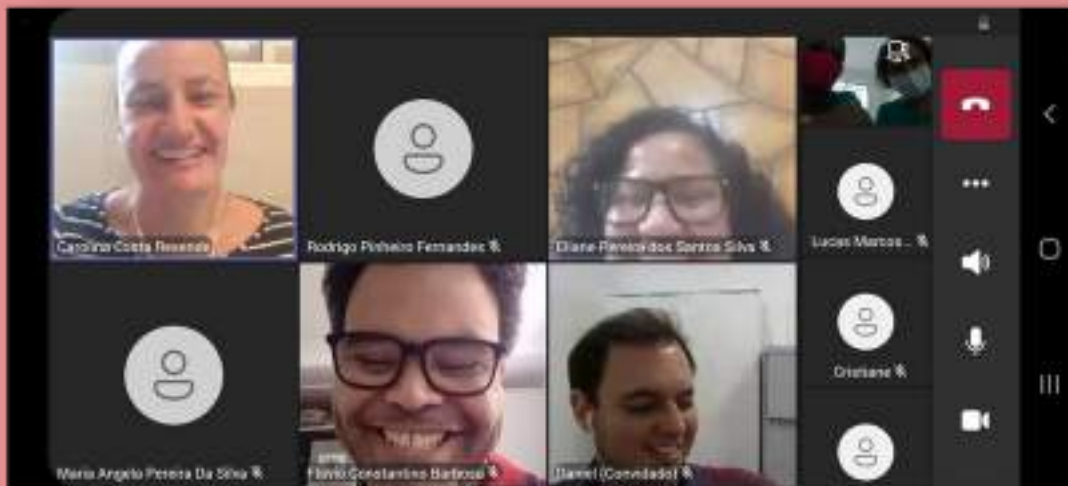 Carolina Costa Resende
Rodrigo Pinheiro Fernandes
Eliane Pereira dos Santos Silva
Lucas Marcos...
Cristiane
Maria Angela Pereira Da Silva
Flávio Constantino Barbosa
Daniel (Convidado)